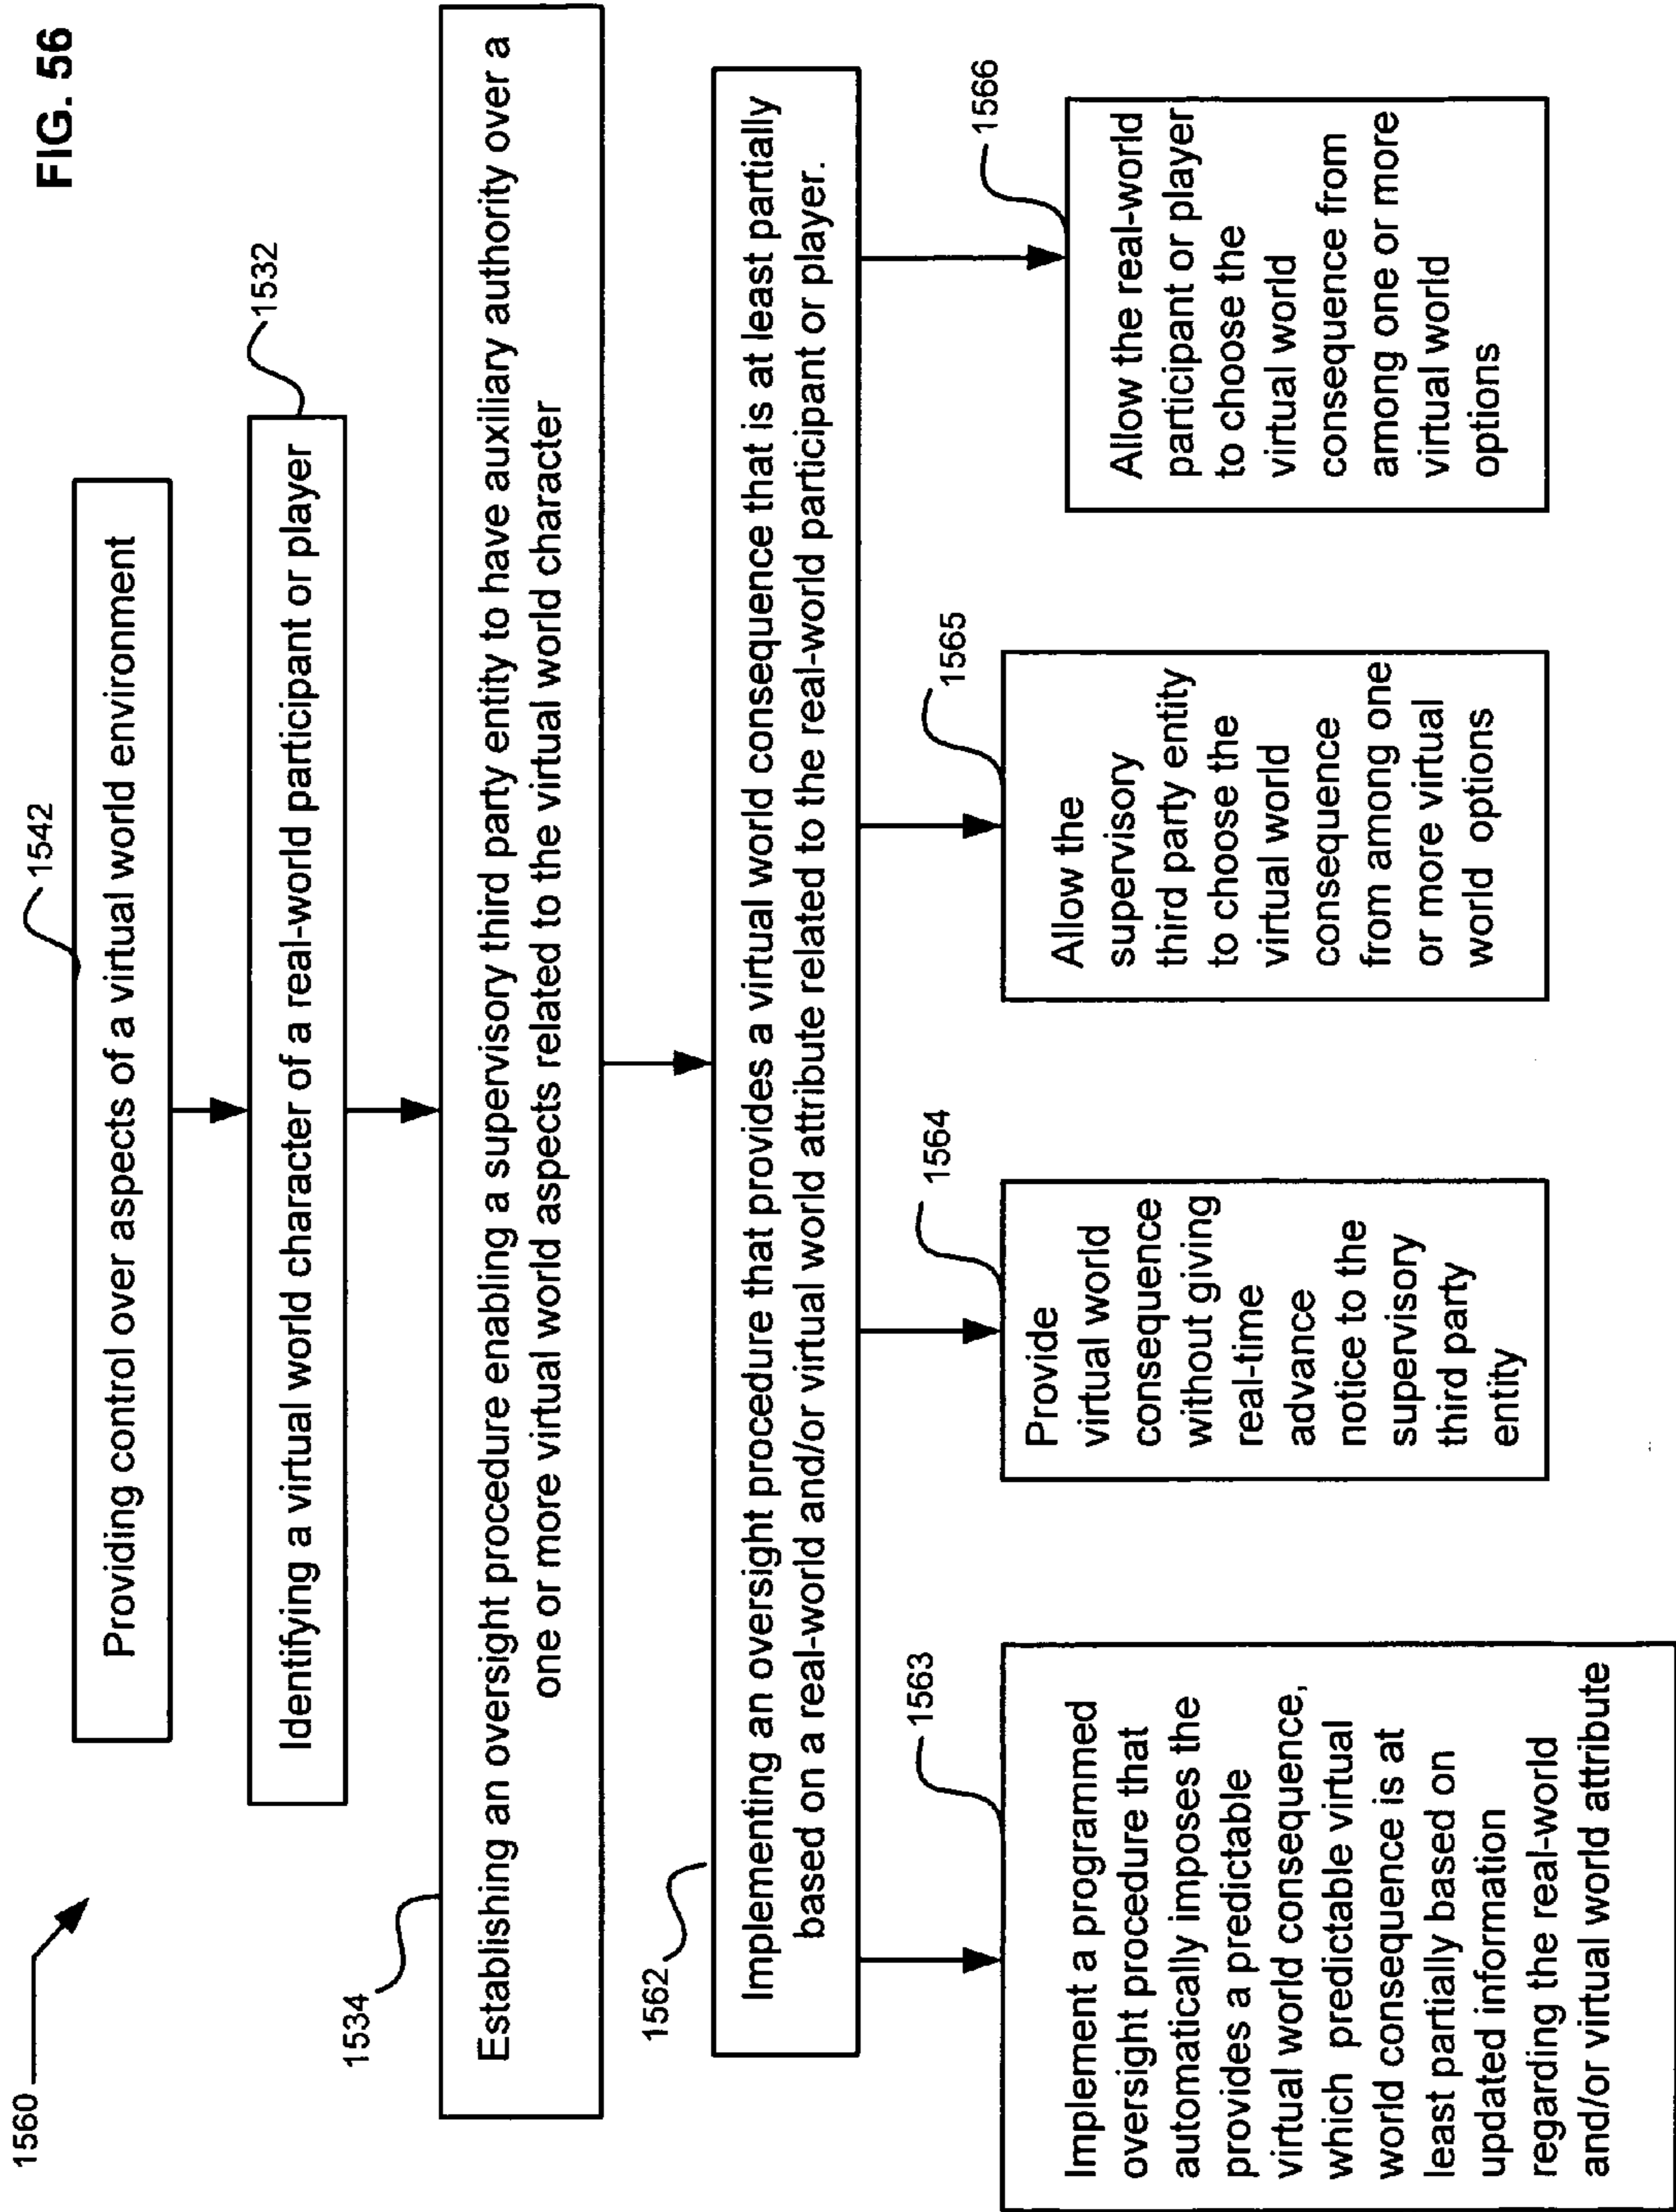 FIG. 56
1560
1542
Providing control over aspects of a virtual world environment
1532
Identifying a virtual world character of a real-world participant or player
1534
Establishing an oversight procedure enabling a supervisory third party entity to have auxiliary authority over a
one or more virtual world aspects related to the virtual world character
1562
Implementing an oversight procedure that provides a virtual world consequence that is at least partially
based on a real-world and/or virtual world attribute related to the real-world participant or player.
1563
Implement a programmed
oversight procedure that
automatically imposes the
provides a predictable
virtual world consequence,
which predictable virtual
world consequence is at
least partially based on
updated information
regarding the real-world
and/or virtual world attribute
1564
Provide
virtual world
consequence
without giving
real-time
advance
notice to the
supervisory
third party
entity
1565
Allow the
supervisory
third party entity
to choose the
virtual world
consequence
from among one
or more virtual
world options
1566
Allow the real-world
participant or player
to choose the
virtual world
consequence from
among one or more
virtual world
options